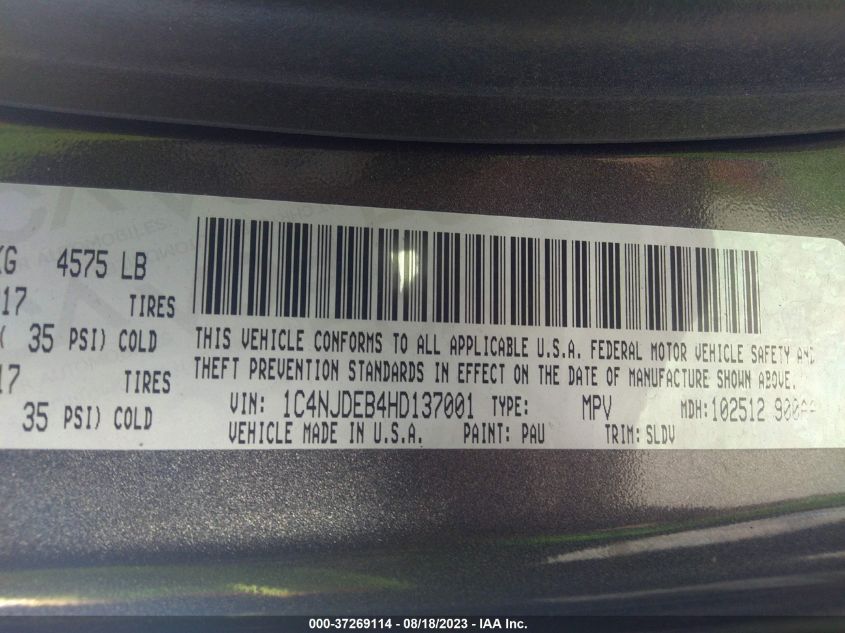 4575 LB
17 TIRES
35 PSI) COLD
17 TIRES
35 PSI) COLD
THIS VEHICLE CONFORMS TO ALL APPLICABLE U.S.A. FEDERAL MOTOR VEHICLE SAFETY AND
THEFT PREVENTION STANDARDS IN EFFECT ON THE DATE OF MANUFACTURE SHOWN ABOVE.
VIN: 1C4NJDEB4HD137001 TYPE: MPV MDH: 102512
VEHICLE MADE IN U.S.A. PAINT: PAU TRIM: SLDV
000-37269114 - 08/18/2023 - IAA Inc.